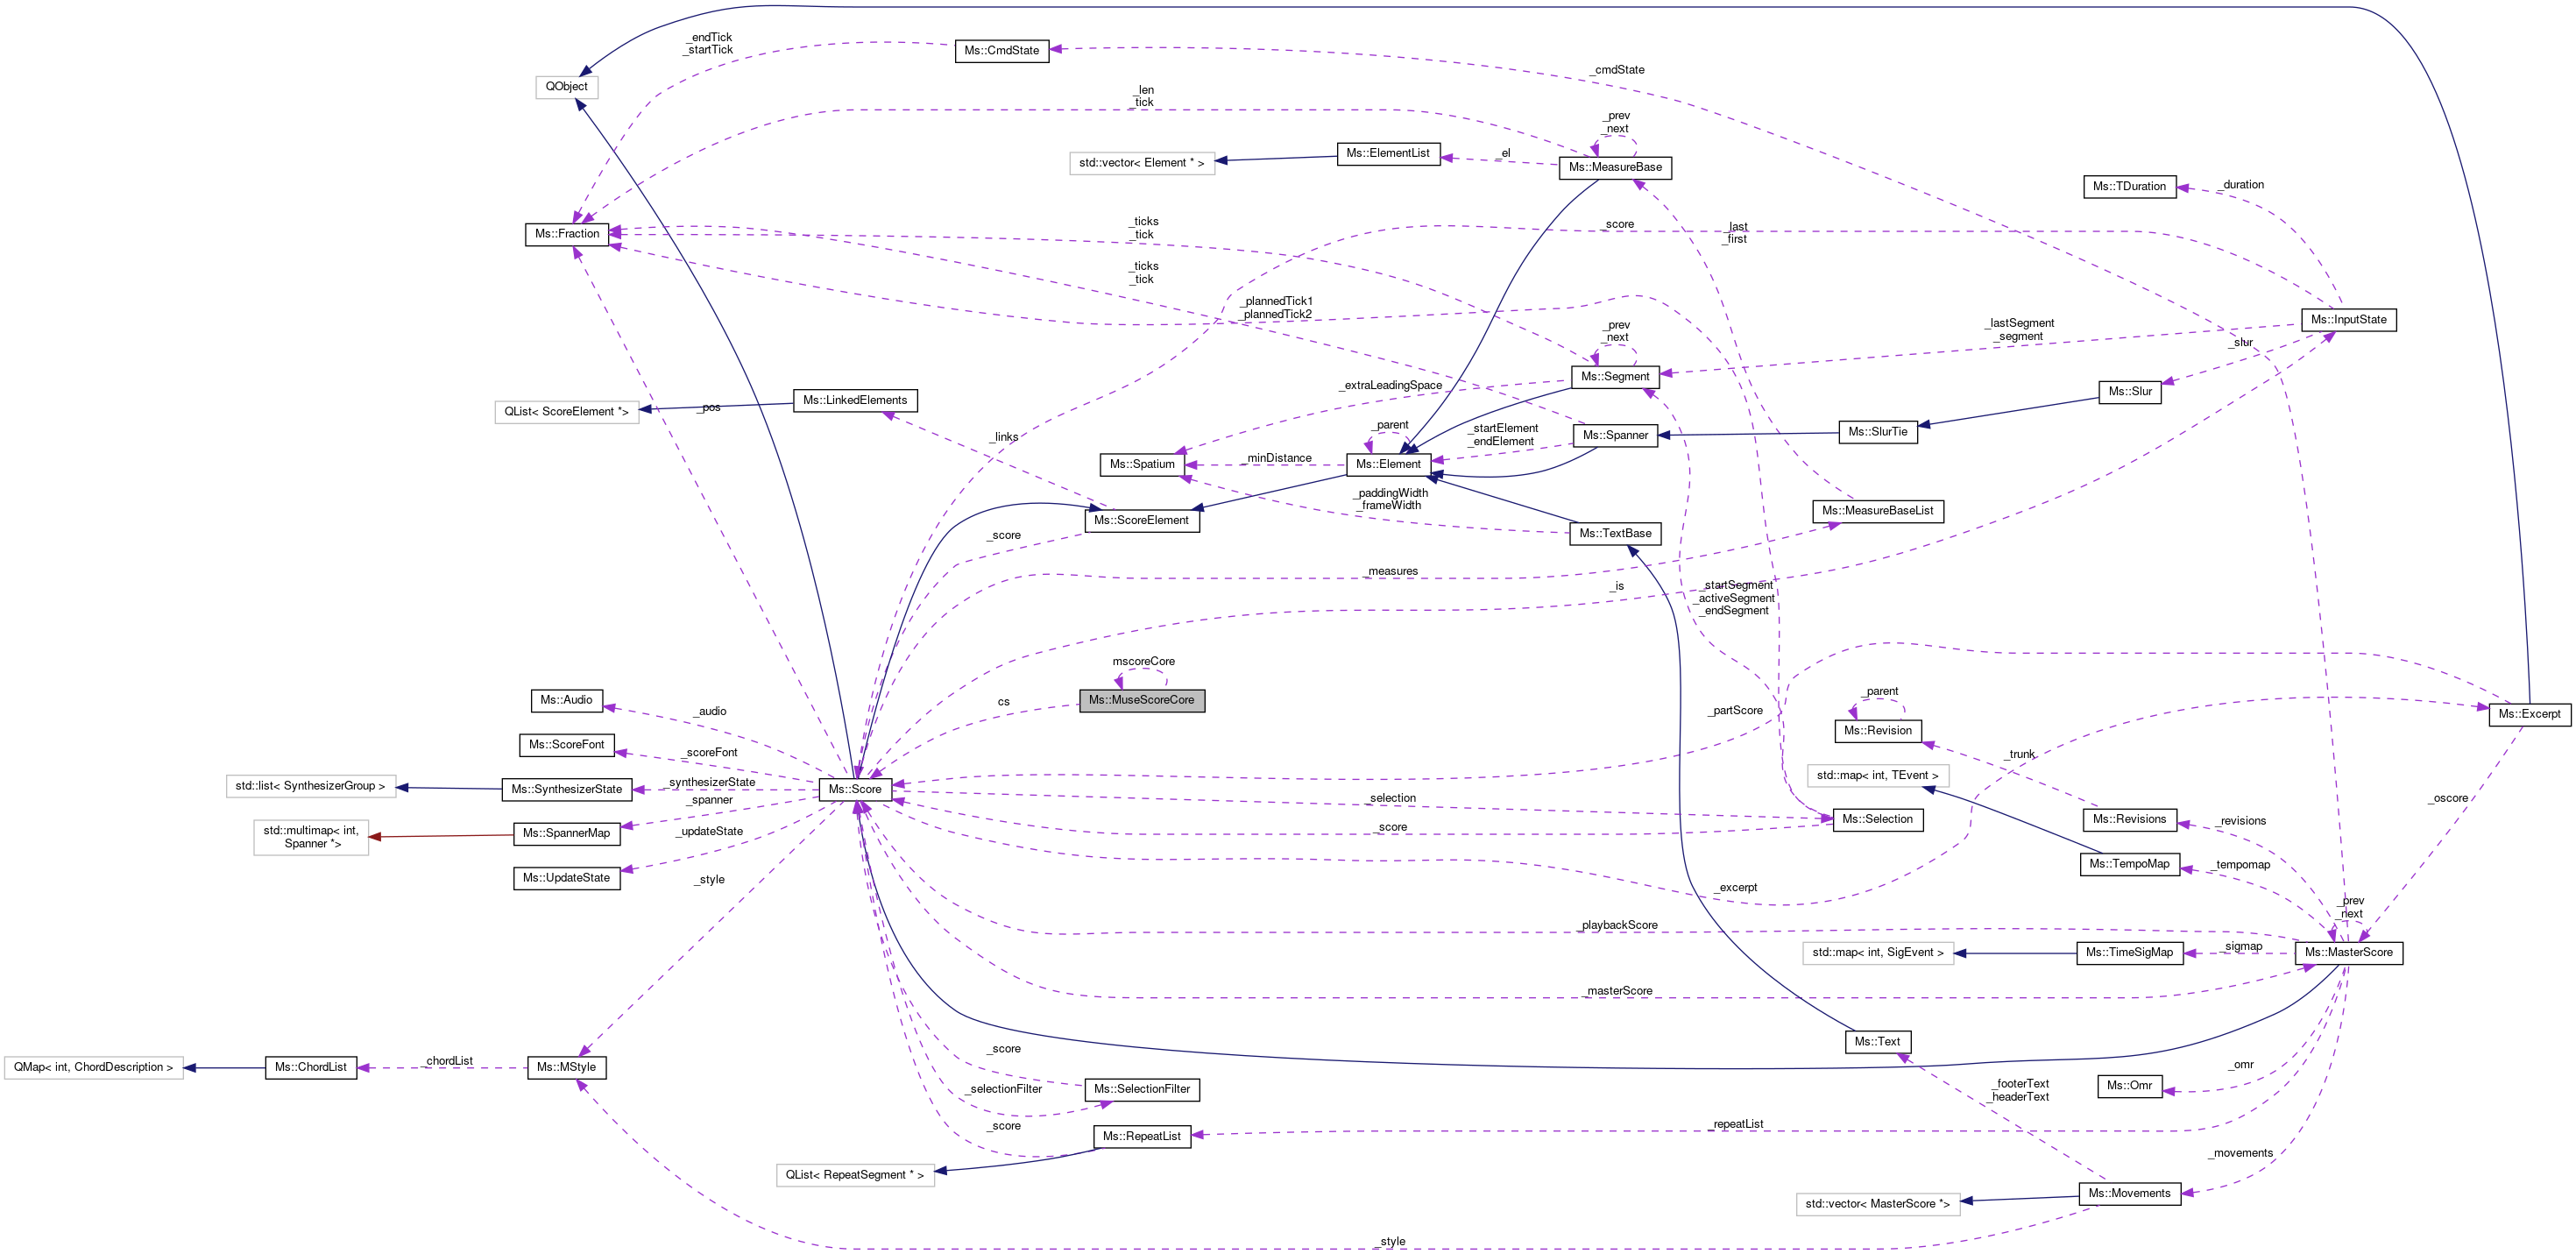 _endTick
_startTick
Ms::CmdState
_cmdState
QObject
_len
_tick
_prev
_next
std::vector< Element * >
Ms::ElementList
_el
Ms::MeasureBase
Ms::TDuration
_duration
Ms::Fraction
_ticks
_tick
_score
_last
_first
_ticks
_tick
_plannedTick1
_plannedTick2
Ms::InputState
_prev
_next
_lastSegment
_segment
_slur
Ms::Segment
_extraLeadingSpace
Ms::Slur
QList< ScoreElement *>
Ms::LinkedElements
_pos
_links
_parent
_startElement
_endElement
Ms::Spanner
Ms::SlurTie
Ms::Spatium
_minDistance
Ms::Element
_paddingWidth
_frameWidth
Ms::ScoreElement
Ms::TextBase
Ms::MeasureBaseList
_score
_measures
_is
_startSegment
_activeSegment
_endSegment
mscoreCore
Ms::MuseScoreCore
cs
Ms::Audio
_audio
_partScore
_parent
Ms::Revision
Ms::Excerpt
Ms::ScoreFont
_scoreFont
_trunk
std::map< int, TEvent >
std::list< SynthesizerGroup >
Ms::SynthesizerState
_synthesizerState
Ms::Score
_selection
_oscore
_spanner
Ms::Selection
Ms::Revisions
_revisions
std::multimap< int,
Spanner *>
Ms::SpannerMap
_updateState
_score
Ms::TempoMap
_tempomap
Ms::UpdateState
_style
_excerpt
_prev
_next
_playbackScore
std::map< int, SigEvent >
Ms::TimeSigMap
_sigmap
Ms::MasterScore
_masterScore
Ms::Text
_score
QMap< int, ChordDescription >
Ms::ChordList
_chordList
Ms::MStyle
_omr
Ms::Omr
_selectionFilter
Ms::SelectionFilter
_footerText
_headerText
_score
Ms::RepeatList
_repeatList
_movements
QList< RepeatSegment * >
std::vector< MasterScore *>
Ms::Movements
_style